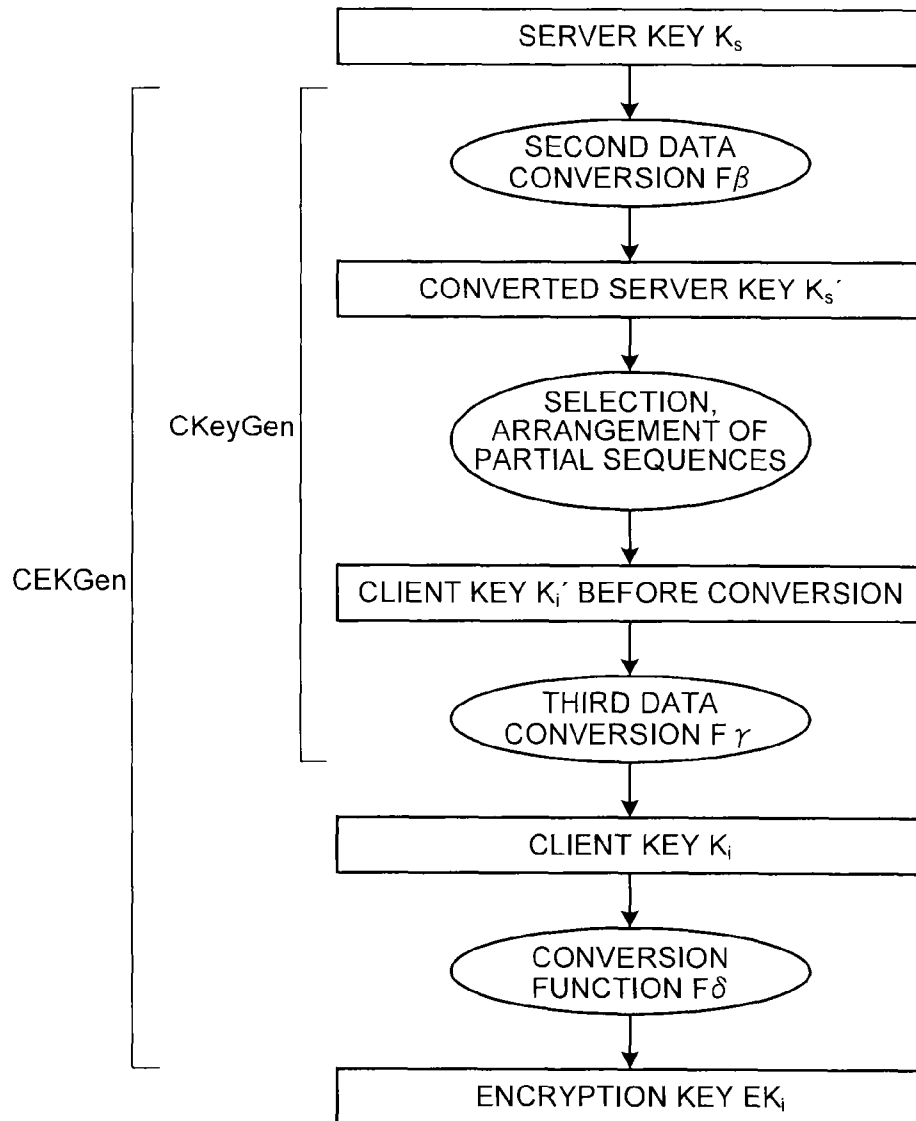 SERVER KEY Kₛ
SECOND DATA
CONVERSION Fβ
CONVERTED SERVER KEY Kₛ′
SELECTION,
ARRANGEMENT OF
PARTIAL SEQUENCES
CKeyGen
CEKGen
CLIENT KEY Kᵢ′ BEFORE CONVERSION
THIRD DATA
CONVERSION Fγ
CLIENT KEY Kᵢ
CONVERSION
FUNCTION Fδ
ENCRYPTION KEY EKᵢ